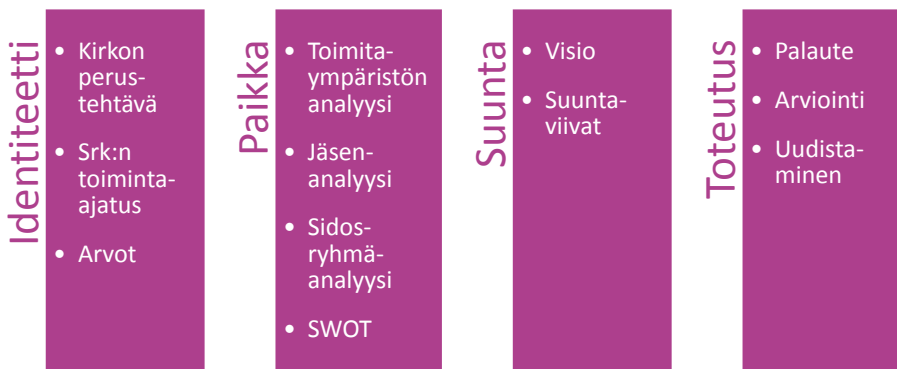 Identiteetti
• Kirkon
perus-
tehtävä
• Srk:n
toiminta-
ajatus
• Arvot
Paikka
• Toimita-
ympäristön
analyysi
• Jäsen-
analyysi
• Sidos-
ryhmä-
analyysi
• SWOT
Suunta
• Visio
• Suunta-
viivat
Toteutus
• Palaute
• Arviointi
• Uudista-
minen